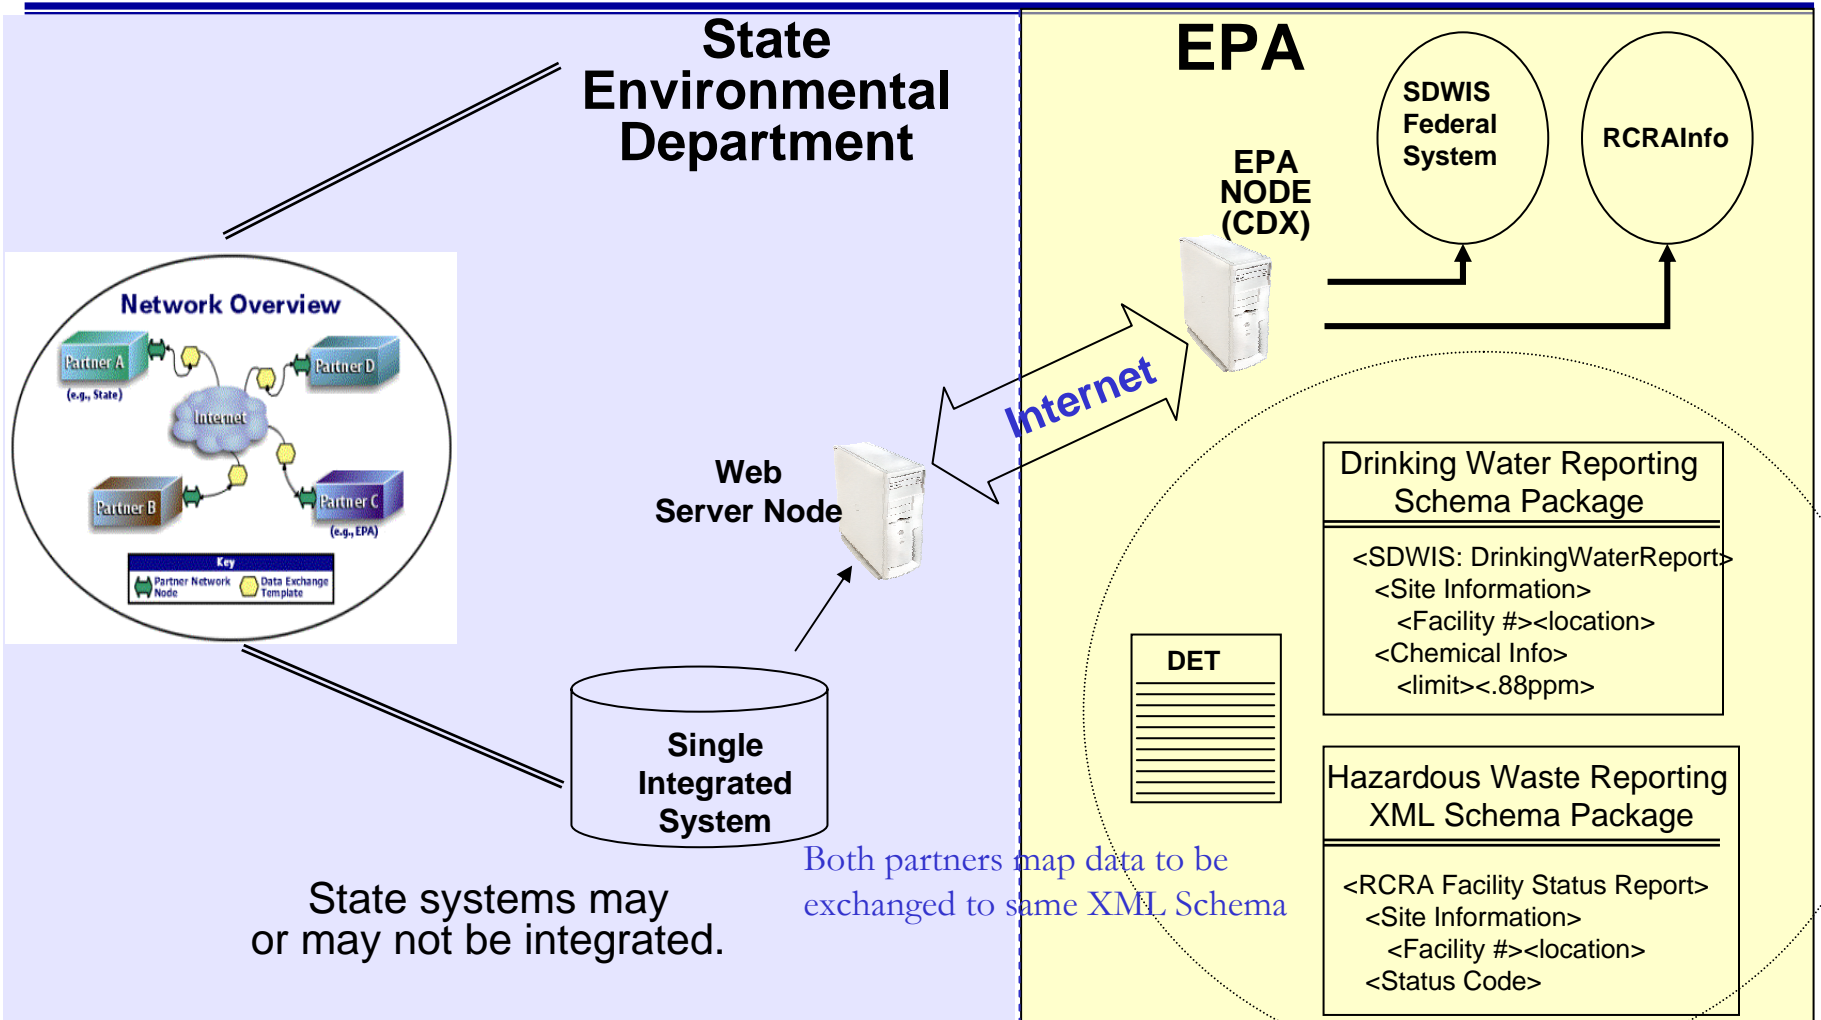 State
Environmental
Department
EPA
SDWIS
Federal
System
RCRAInfo
EPA
NODE
(CDX)
Network Overview
Partner A
(e.g., State)
Partner D
Internet
Partner B
Partner C
(e.g., EPA)
Key
Partner Network
Node
Data Exchange
Template
Internet
Web
Server Node
Single
Integrated
System
State systems may
or may not be integrated.
Both partners map data to be
exchanged to same XML Schema
DET
Drinking Water Reporting
Schema Package
<SDWIS: DrinkingWaterReport>
<Site Information>
<Facility #><location>
<Chemical Info>
<limit><.88ppm>
Hazardous Waste Reporting
XML Schema Package
<RCRA Facility Status Report>
<Site Information>
<Facility #><location>
<Status Code>